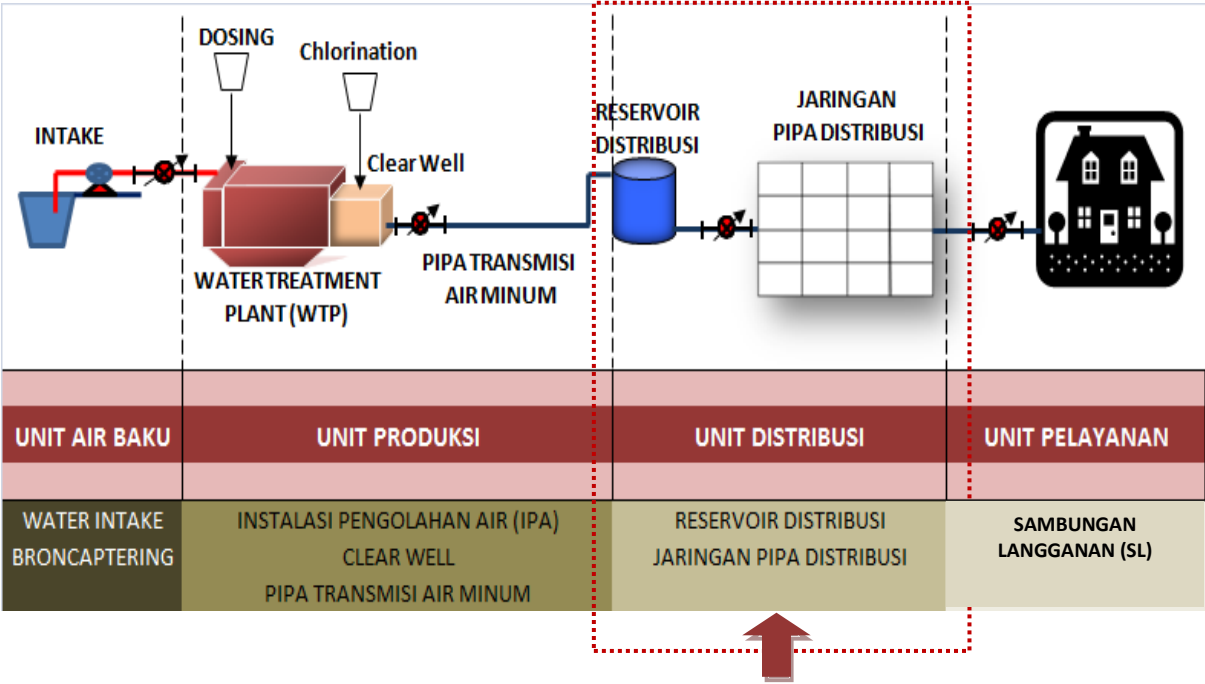 DOSING
Chlorination
INTAKE
Clear Well
WATER TREATMENT
PLANT (WTP)
PIPA TRANSMISI
AIR MINUM
RESERVOIR
DISTRIBUSI
JARINGAN
PIPA DISTRIBUSI
UNIT AIR BAKU
UNIT PRODUKSI
UNIT DISTRIBUSI
UNIT PELAYANAN
WATER INTAKE
BRONCAPTERING
INSTALASI PENGOLAHAN AIR (IPA)
CLEAR WELL
PIPA TRANSMISI AIR MINUM
RESERVOIR DISTRIBUSI
JARINGAN PIPA DISTRIBUSI
SAMBUNGAN
LANGGANAN (SL)